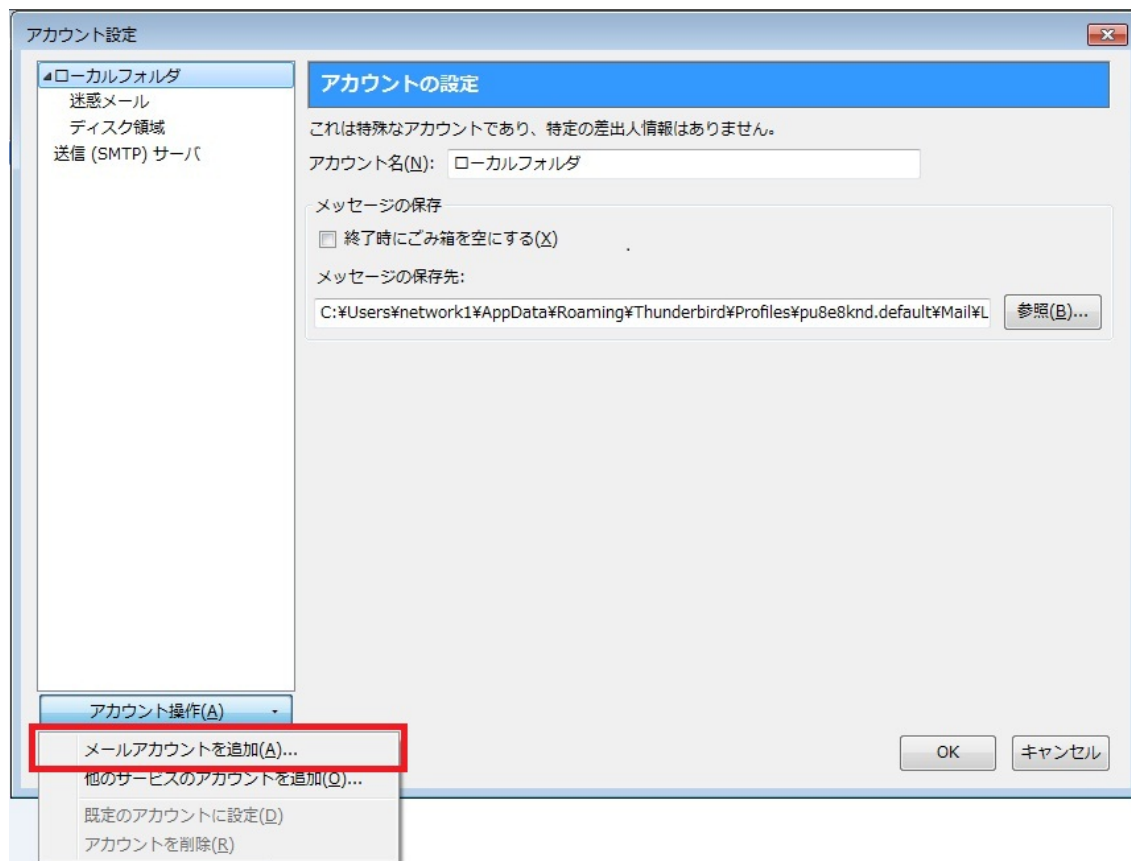 アカウント設定
ローカルフォルダ
迷惑メール
ディスク領域
送信 (SMTP) サーバ
アカウントの設定
これは特殊なアカウントであり、特定の差出人情報はありません。
アカウント名(N): ローカルフォルダ
メッセージの保存
終了時にごみ箱を空にする(X)
メッセージの保存先:
C:¥Users¥network1¥AppData¥Roaming¥Thunderbird¥Profiles¥pu8e8knd.default¥Mail¥L 参照(B)...
アカウント操作(A)
メールアカウントを追加(A)...
他のサービスのアカウントを追加(O)...
既定のアカウントに設定(D)
アカウントを削除(R)
OK キャンセル